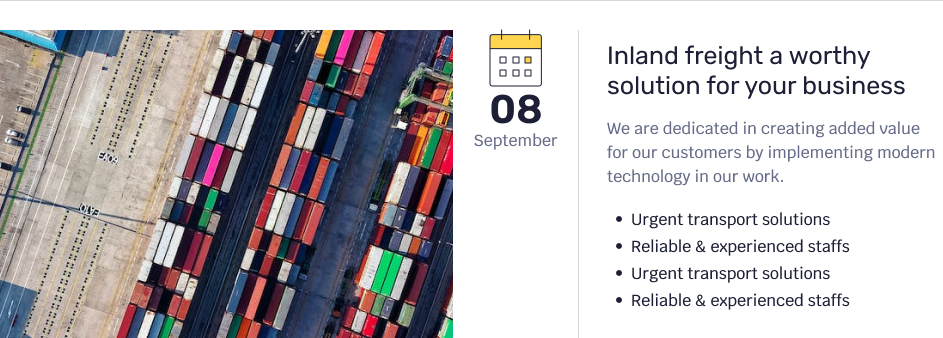 08
September
Inland freight a worthy
solution for your business
We are dedicated in creating added value
for our customers by implementing modern
technology in our work.
Urgent transport solutions
Reliable & experienced staffs
Urgent transport solutions
Reliable & experienced staffs